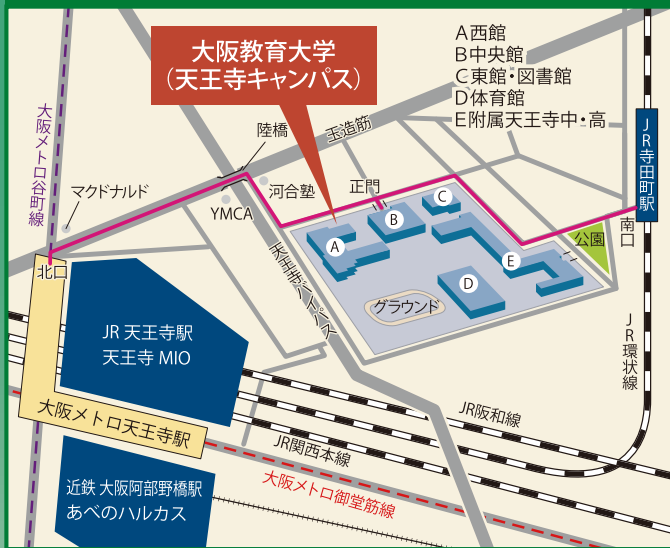 大阪教育大学
(天王寺キャンパス)
A西館
B中央館
C東館・図書館
D体育館
E附属天王寺中・高
大阪メトロ谷町線
マクドナルド
陸橋
玉造筋
河合塾
YMCA
正門
A
B
C
D
E
グラウンド
天王寺バイパス
公園
南口
JR寺田町駅
JR環状線
北口
JR 天王寺駅
天王寺 MIO
大阪メトロ天王寺駅
近鉄 大阪阿部野橋駅
あべのハルカス
JR阪和線
JR関西本線
大阪メトロ御堂筋線